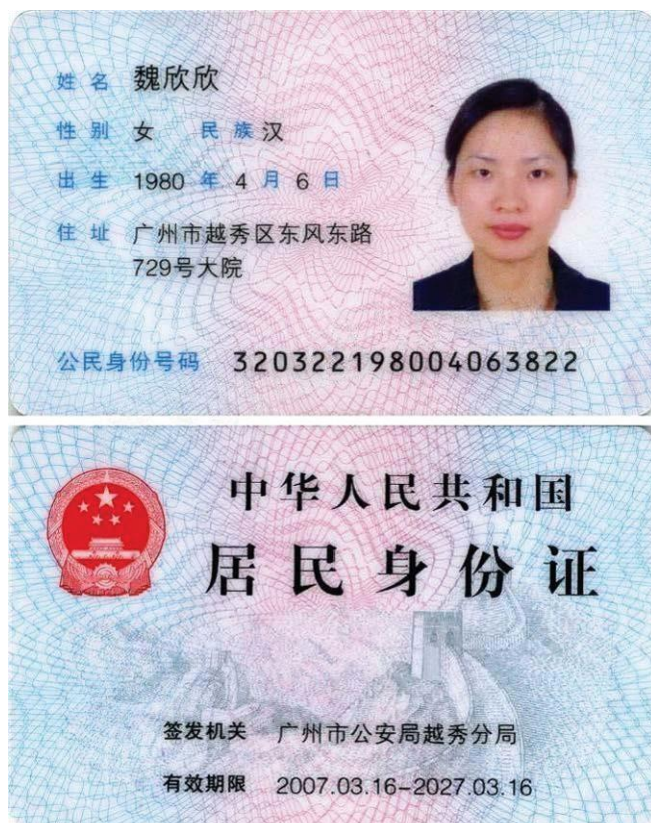 姓名 魏欣欣
性别 女 民族 汉
出生 1980 年 4 月 6 日
住址 广州市越秀区东风东路
729号大院
公民身份号码 320322198004063822
中华人民共和国
居民身份证
签发机关 广州市公安局越秀分局
有效期限 2007.03.16-2027.03.16